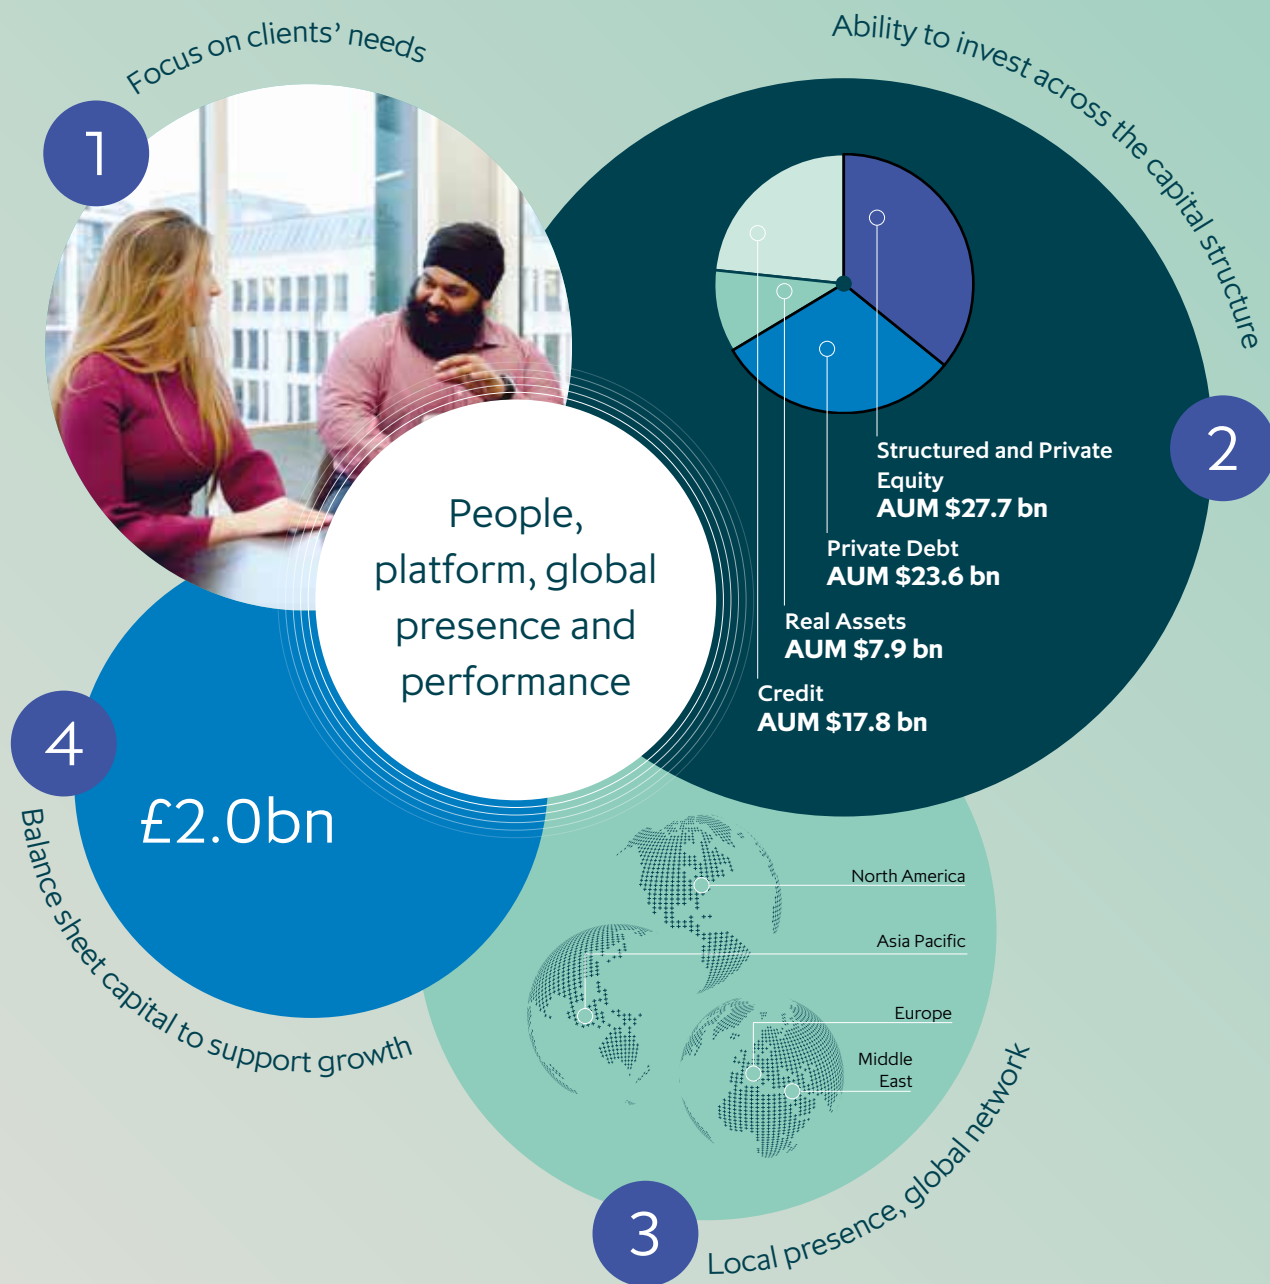 Focus on clients’ needs
1
Ability to invest across the capital structure
2
Structured and Private
Equity
AUM $27.7 bn
Private Debt
AUM $23.6 bn
Real Assets
AUM $7.9 bn
Credit
AUM $17.8 bn
People,
platform, global
presence and
performance
4
£2.0bn
Balance sheet capital to support growth
North America
Asia Pacific
Europe
Middle
East
3
Local presence, global network